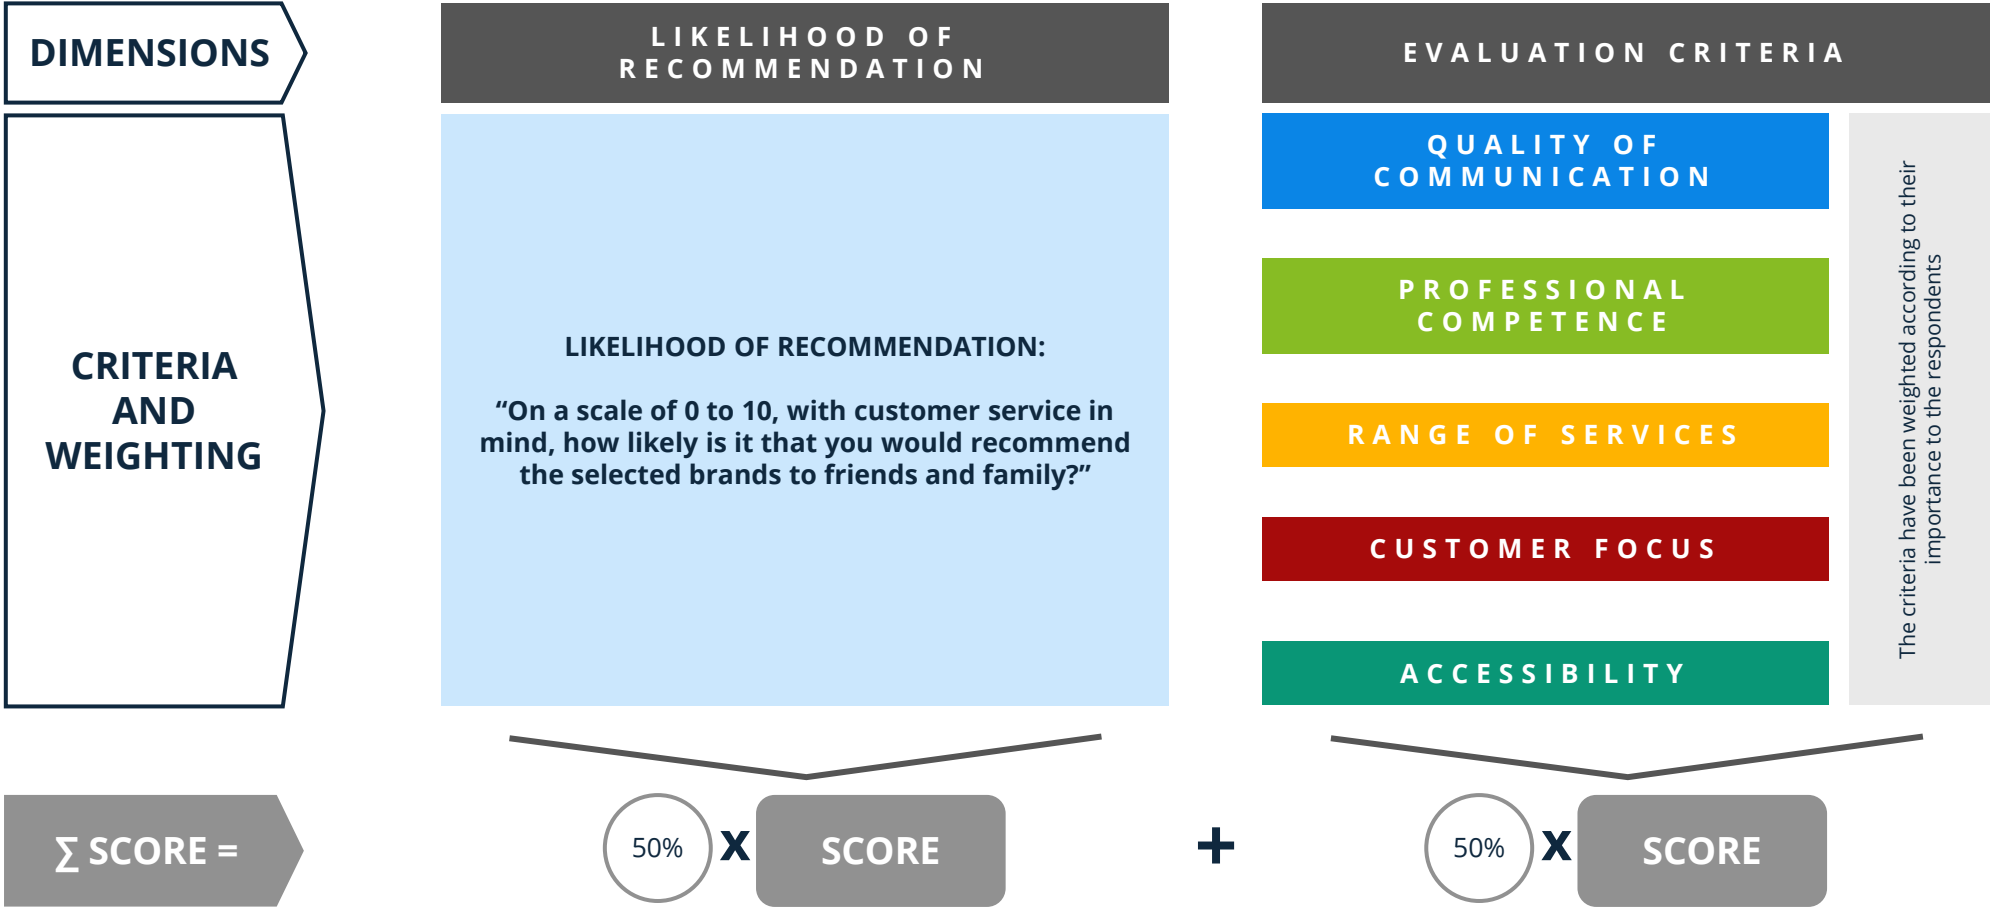 DIMENSIONS
LIKELIHOOD OF
RECOMMENDATION
EVALUATION CRITERIA
CRITERIA
AND
WEIGHTING
LIKELIHOOD OF RECOMMENDATION:
“On a scale of 0 to 10, with customer service in
mind, how likely is it that you would recommend
the selected brands to friends and family?”
QUALITY OF
COMMUNICATION
PROFESSIONAL
COMPETENCE
RANGE OF SERVICES
CUSTOMER FOCUS
ACCESSIBILITY
The criteria have been weighted according to their
importance to the respondents
∑ SCORE =
50% x SCORE
+
50% x SCORE